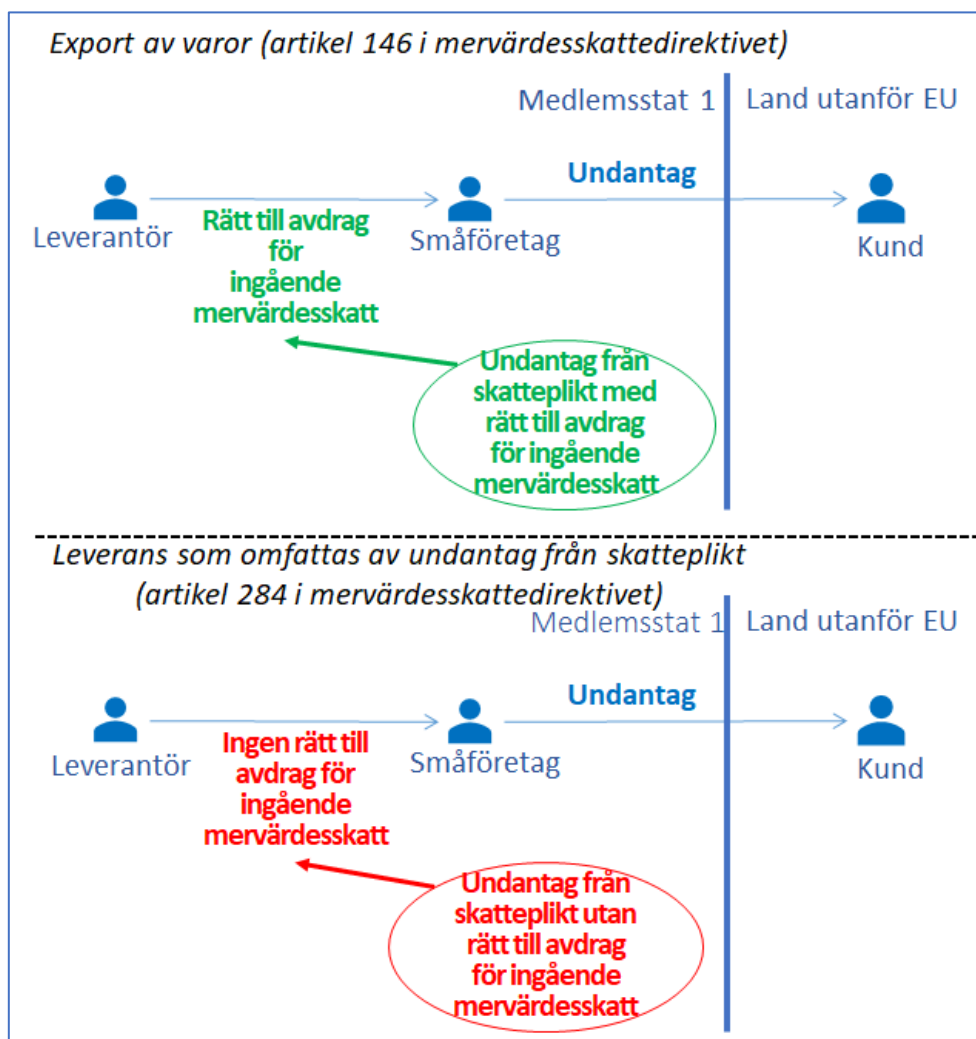 Export av varor (artikel 146 i mervärdesskattedirektivet)
Medlemsstat 1
Land utanför EU
Undantag
Leverantör
Rätt till avdrag
för
ingående
mervärdesskatt
Småföretag
Kund
Undantag från
skatteplikt med
rätt till avdrag
för ingående
mervärdesskatt
Leverans som omfattas av undantag från skatteplikt
(artikel 284 i mervärdesskattedirektivet)
Medlemsstat 1
Land utanför EU
Undantag
Leverantör
Ingen rätt till
avdrag för
ingående
mervärdesskatt
Småföretag
Kund
Undantag från
skatteplikt utan
rätt till avdrag
för ingående
mervärdesskatt